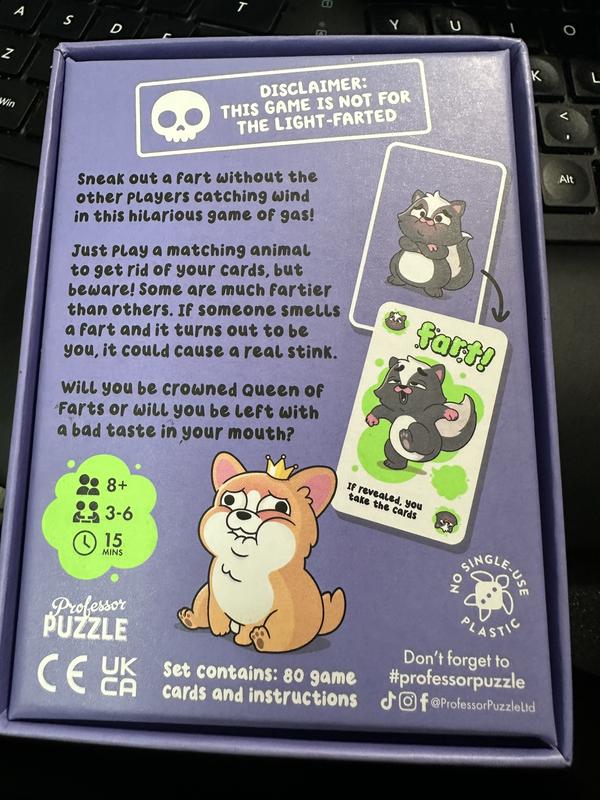 DISCLAIMER:
THIS GAME IS NOT FOR
THE LIGHT-FARTED
Sneak out a fart without the
other players catching wind
in this hilarious game of gas!
Just play a matching animal
to get rid of your cards, but
beware! Some are much fartier
than others. If someone smells
a fart and it turns out to be
you, it could cause a real stink.
Will you be crowned Queen of
Farts or will you be left with
a bad taste in your mouth?
fart!
If revealed, you
take the cards
8+
3-6
15
MINS
Professor
PUZZLE
CE UK
CA
Set contains: 80 game
cards and instructions
NO SINGLE-USE
PLASTIC
Don't forget to
#professorpuzzle
@ProfessorPuzzleLtd
A
S
D
T
Y
U
I
O
Z
K
L
Win
<
,
Alt